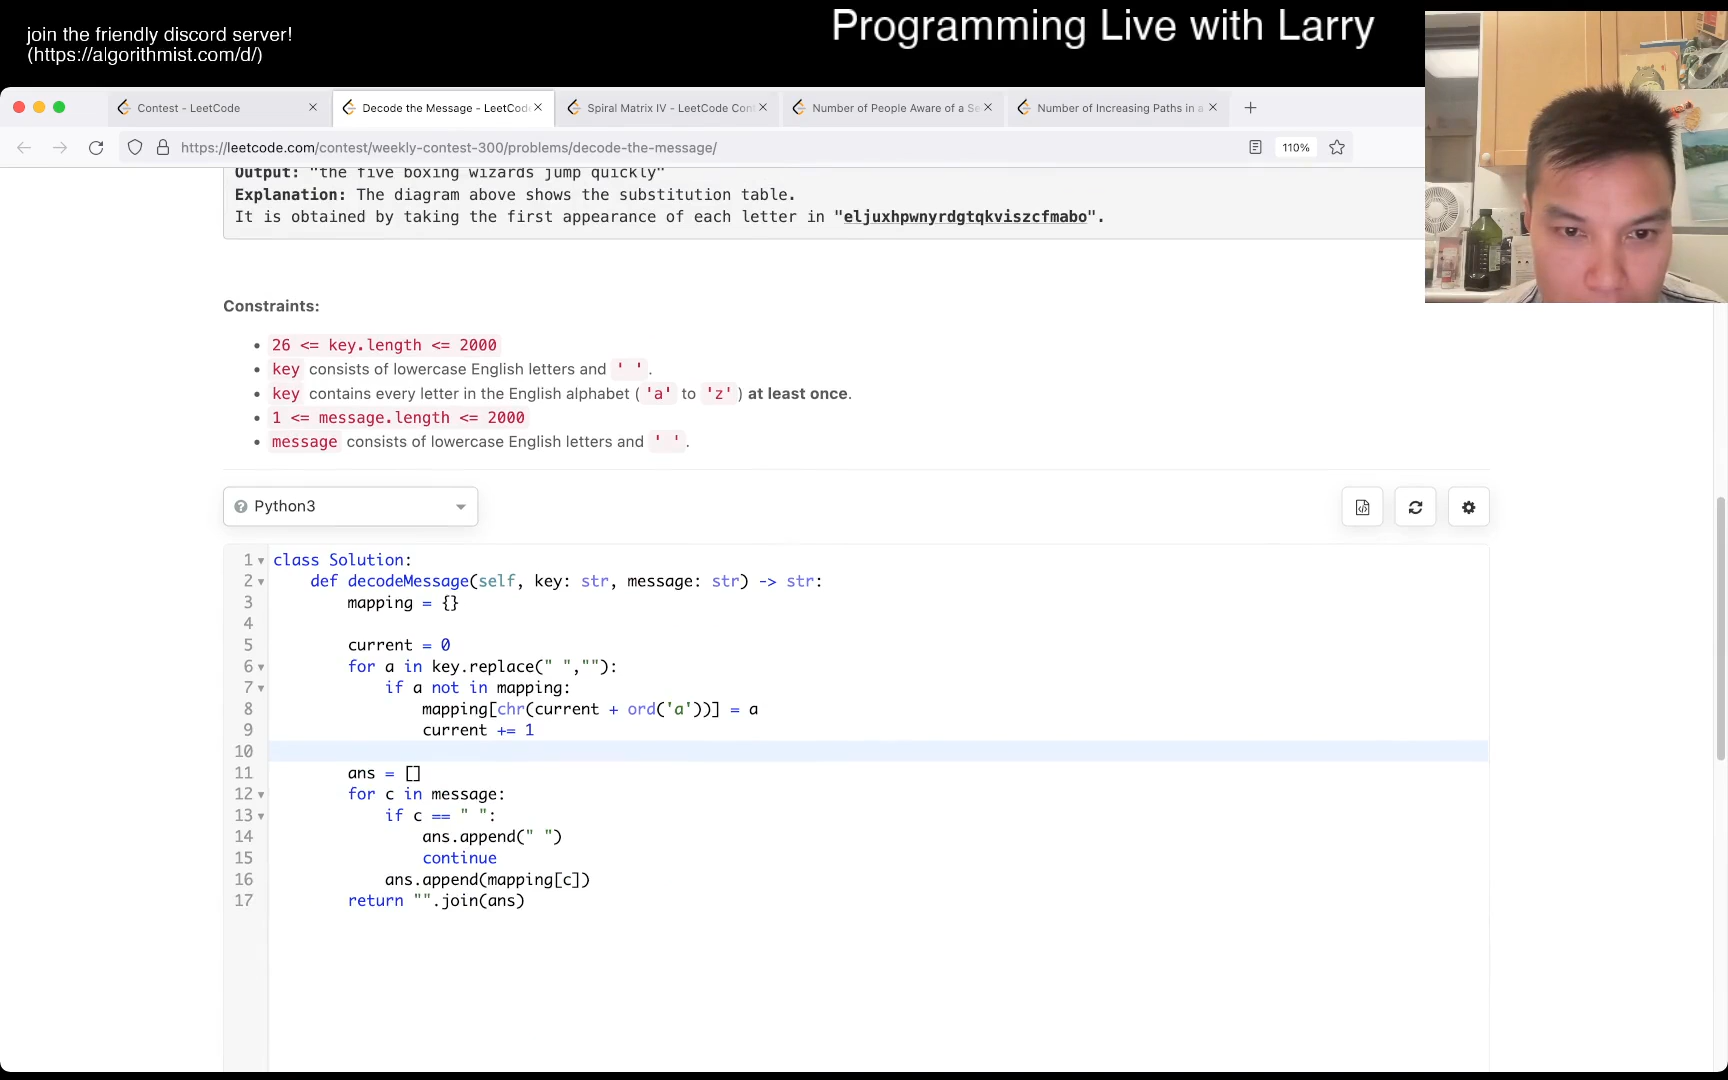 join the friendly discord server!
(https://algorithmist.com/d/)
Programming Live with Larry
Contest - LeetCode
Decode the Message - LeetCode
Spiral Matrix IV - LeetCode Con
Number of People Aware of a Se
Number of Increasing Paths in a
https://leetcode.com/contest/weekly-contest-300/problems/decode-the-message/
110%
Output: "the five boxing wizards jump quickly"
Explanation: The diagram above shows the substitution table.
It is obtained by taking the first appearance of each letter in "eljuxhpwnyrdgtqkviszcfmabo".
Constraints:
• 26 <= key.length <= 2000
• key consists of lowercase English letters and ' '.
• key contains every letter in the English alphabet ('a' to 'z') at least once.
• 1 <= message.length <= 2000
• message consists of lowercase English letters and ' '.
Python3
1 class Solution:
2     def decodeMessage(self, key: str, message: str) -> str:
3         mapping = {}
4
5         current = 0
6         for a in key.replace(" ",""):
7             if a not in mapping:
8                 mapping[chr(current + ord('a'))] = a
9                 current += 1
10
11         ans = []
12         for c in message:
13             if c == " ":
14                 ans.append(" ")
15                 continue
16             ans.append(mapping[c])
17         return "".join(ans)